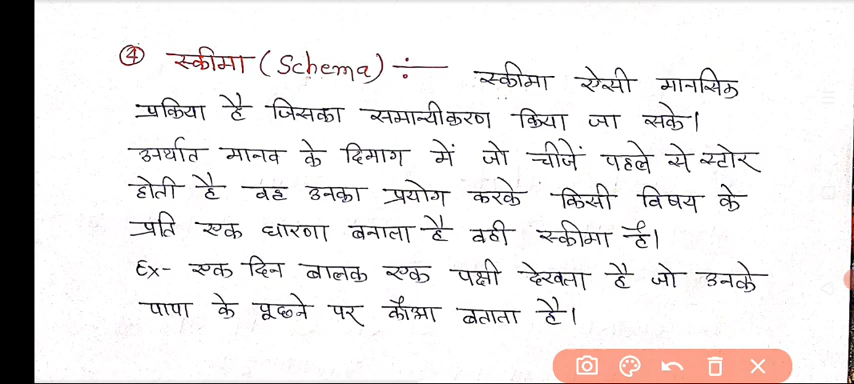 ④ स्कीमा (Schema) ÷ स्कीमा ऐसी मानसिक
प्रकिया है जिसका समान्यीकरण किया जा सके।
अर्थात मानव के दिमाग में जो चीजें पहले से स्टोर
होती है वह उनका प्रयोग करके किसी विषय के
प्रति एक धारणा बनाता है वही स्कीमा है।
Ex- एक दिन बालक एक पक्षी देखता है जो उनके
पापा के पूछने पर कौआ बताता है।